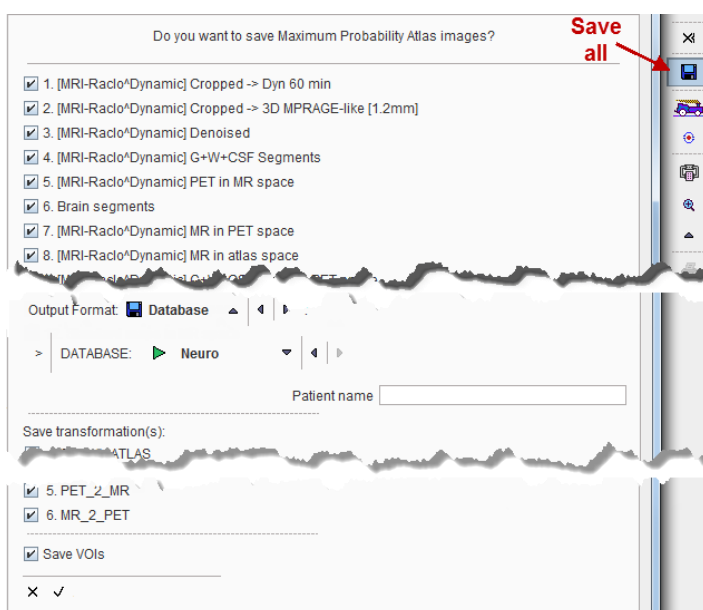 Do you want to save Maximum Probability Atlas images?
Save
all
1. [MRI-Raclo^Dynamic] Cropped -> Dyn 60 min
2. [MRI-Raclo^Dynamic] Cropped -> 3D MPRAGE-like [1.2mm]
3. [MRI-Raclo^Dynamic] Denoised
4. [MRI-Raclo^Dynamic] G+W+CSF Segments
5. [MRI-Raclo^Dynamic] PET in MR space
6. Brain segments
7. [MRI-Raclo^Dynamic] MR in PET space
8. [MRI-Raclo^Dynamic] MR in atlas space
Output Format: Database
> DATABASE: Neuro
Patient name
Save transformation(s):
ATLAS
5. PET_2_MR
6. MR_2_PET
Save VOIs